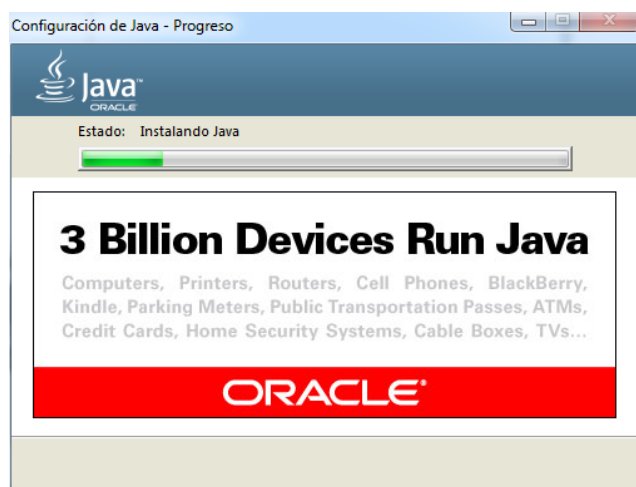 Configuración de Java - Progreso
Java™
ORACLE
Estado: Instalando Java
3 Billion Devices Run Java
Computers, Printers, Routers, Cell Phones, BlackBerry,
Kindle, Parking Meters, Public Transportation Passes, ATMs,
Credit Cards, Home Security Systems, Cable Boxes, TVs...
ORACLE®